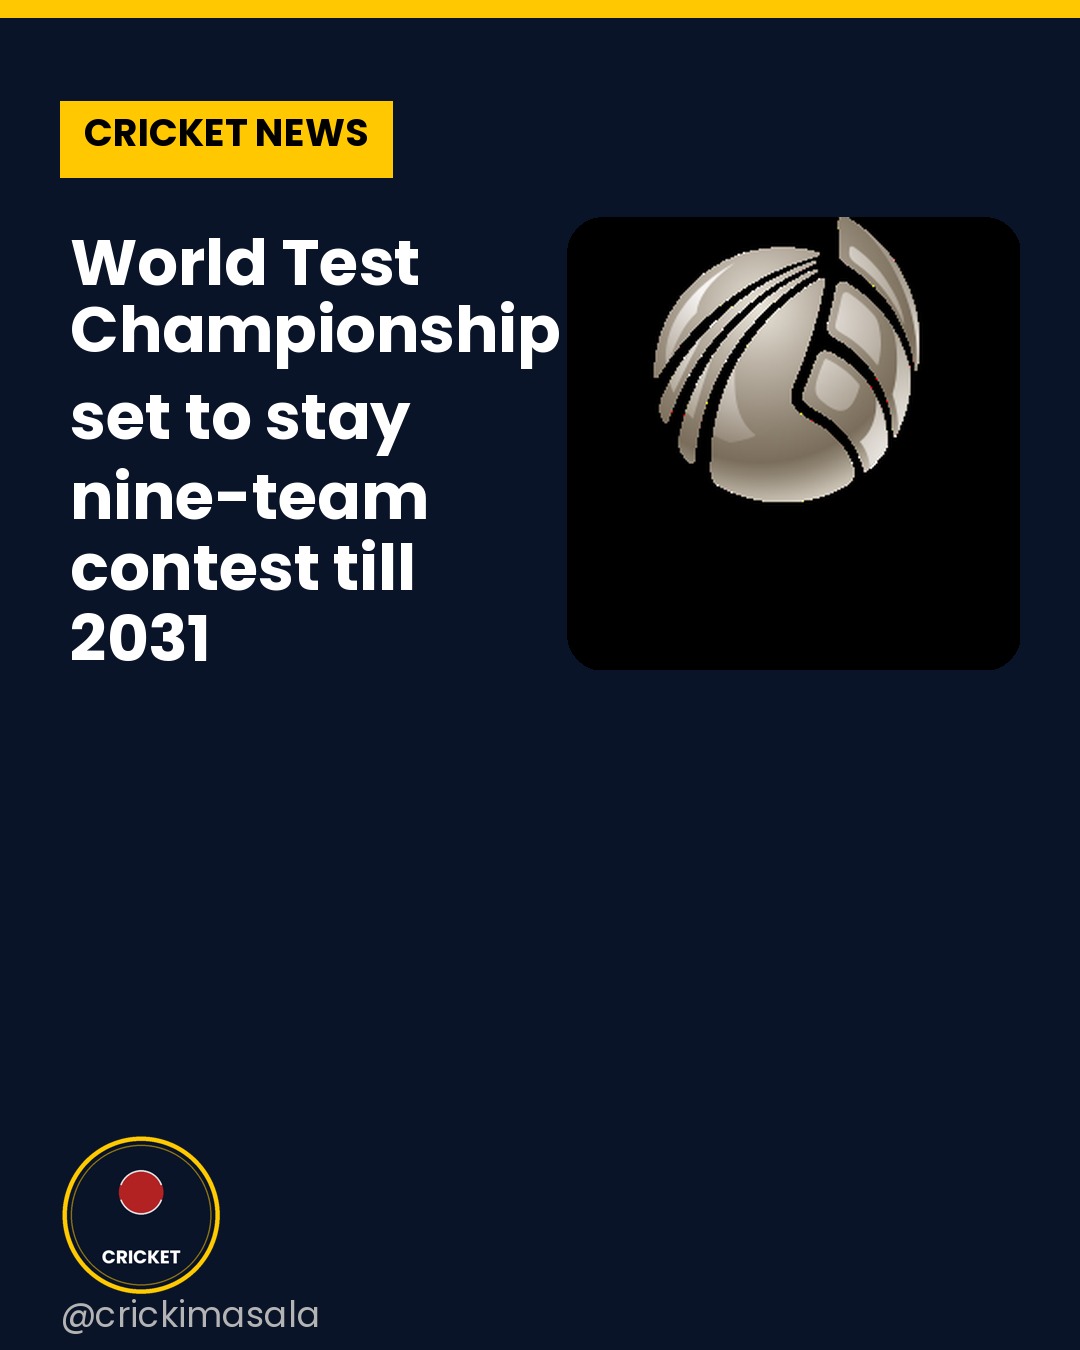 CRICKET NEWS
World Test
Championship
set to stay
nine-team
contest till
2031
CRICKET
@crickimasala